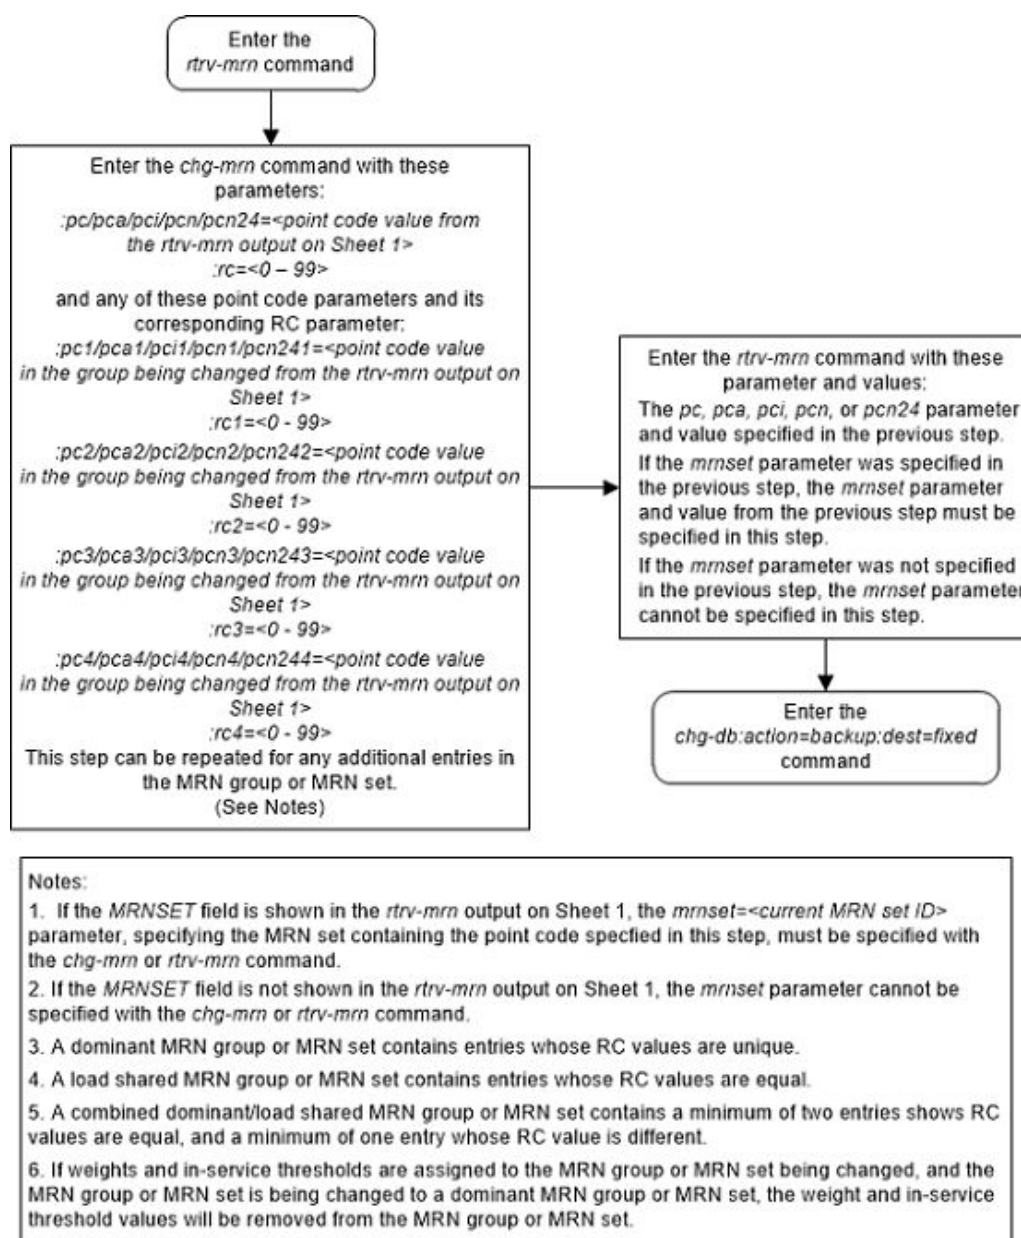 Enter the
rtrv-mrn command
Enter the chg-mrn command with these
parameters:
:pc/pca/pci/pcn/pcn24=<point code value from
the rtrv-mrn output on Sheet 1>
:rc=<0 – 99>
and any of these point code parameters and its
corresponding RC parameter:
:pc1/pca1/pci1/pcn1/pcn241=<point code value
in the group being changed from the rtrv-mrn output on
Sheet 1>
:rc1=<0 - 99>
:pc2/pca2/pci2/pcn2/pcn242=<point code value
in the group being changed from the rtrv-mrn output on
Sheet 1>
:rc2=<0 - 99>
:pc3/pca3/pci3/pcn3/pcn243=<point code value
in the group being changed from the rtrv-mrn output on
Sheet 1>
:rc3=<0 - 99>
:pc4/pca4/pci4/pcn4/pcn244=<point code value
in the group being changed from the rtrv-mrn output on
Sheet 1>
:rc4=<0 - 99>
This step can be repeated for any additional entries in
the MRN group or MRN set.
(See Notes)
Enter the rtrv-mrn command with these
parameter and values:
The pc, pca, pci, pcn, or pcn24 parameter
and value specified in the previous step.
If the mrnset parameter was specified in
the previous step, the mrnset parameter
and value from the previous step must be
specified in this step.
If the mrnset parameter was not specified
in the previous step, the mrnset parameter
cannot be specified in this step.
Enter the
chg-db:action=backup:dest=fixed
command
Notes:
1. If the MRNSET field is shown in the rtrv-mrn output on Sheet 1, the mrnset=<current MRN set ID>
parameter, specifying the MRN set containing the point code specfied in this step, must be specified with
the chg-mrn or rtrv-mrn command.
2. If the MRNSET field is not shown in the rtrv-mrn output on Sheet 1, the mrnset parameter cannot be
specified with the chg-mrn or rtrv-mrn command.
3. A dominant MRN group or MRN set contains entries whose RC values are unique.
4. A load shared MRN group or MRN set contains entries whose RC values are equal.
5. A combined dominant/load shared MRN group or MRN set contains a minimum of two entries shows RC
values are equal, and a minimum of one entry whose RC value is different.
6. If weights and in-service thresholds are assigned to the MRN group or MRN set being changed, and the
MRN group or MRN set is being changed to a dominant MRN group or MRN set, the weight and in-service
threshold values will be removed from the MRN group or MRN set.